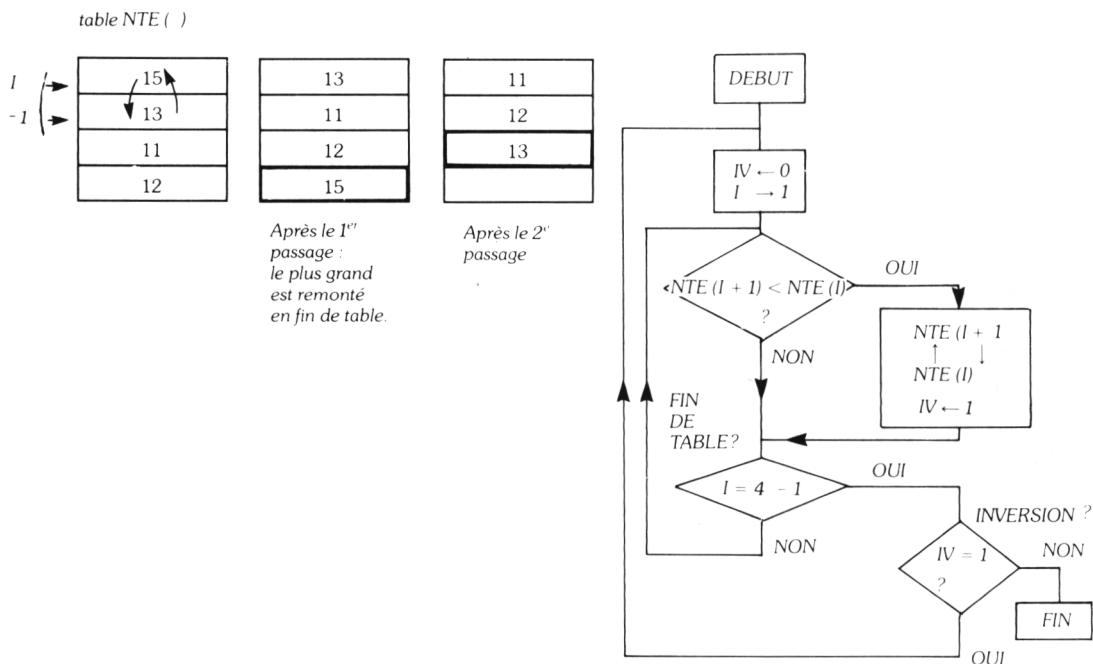 table NTE ( )
I
-1
15
13
11
12
13
11
12
15
11
12
13
Après le 1er
passage :
le plus grand
est remonté
en fin de table.
Après le 2e
passage
DEBUT
IV ← 0
I → 1
NTE (I + 1) < NTE (I)
?
OUI
NON
NTE (I + 1
↑ ↓
NTE (I)
IV ← 1
FIN
DE
TABLE ?
I = 4 - 1
OUI
NON
INVERSION ?
IV = 1
?
NON
FIN
OUI